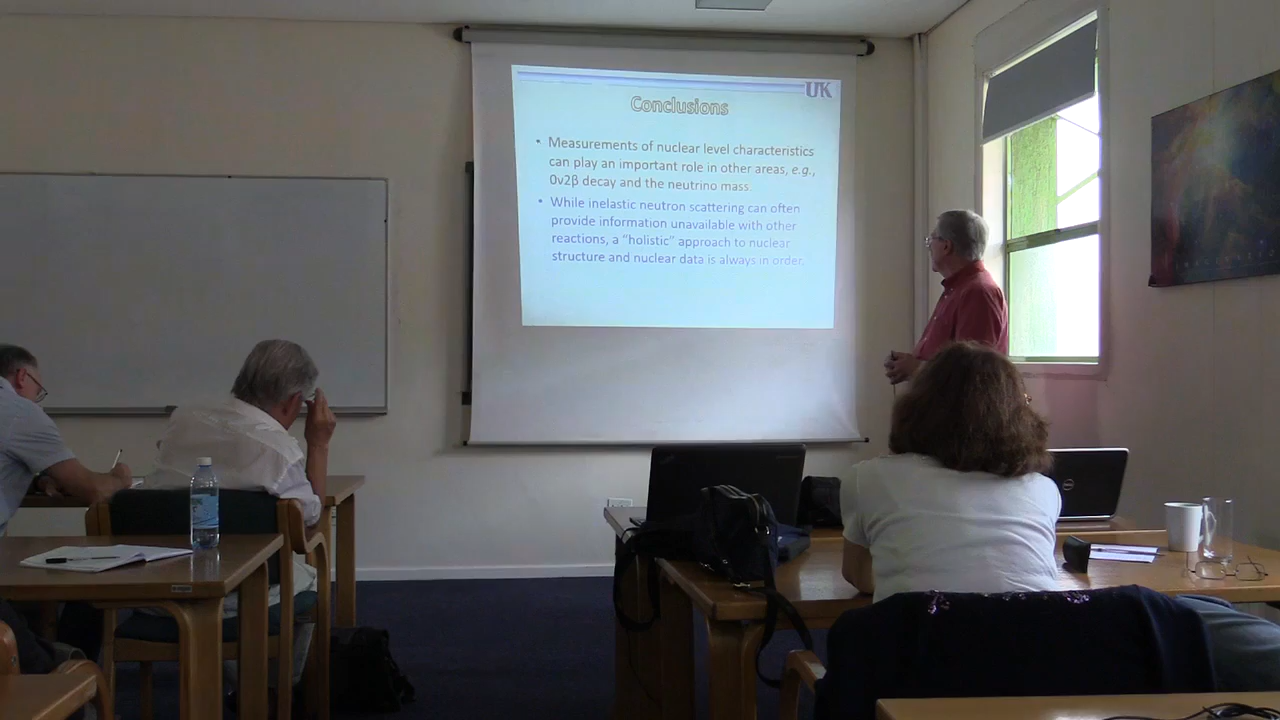 UK
Conclusions
• Measurements of nuclear level characteristics
can play an important role in other areas, e.g.,
0ν2β decay and the neutrino mass.
• While inelastic neutron scattering can often
provide information unavailable with other
reactions, a “holistic” approach to nuclear
structure and nuclear data is always in order.
DELL